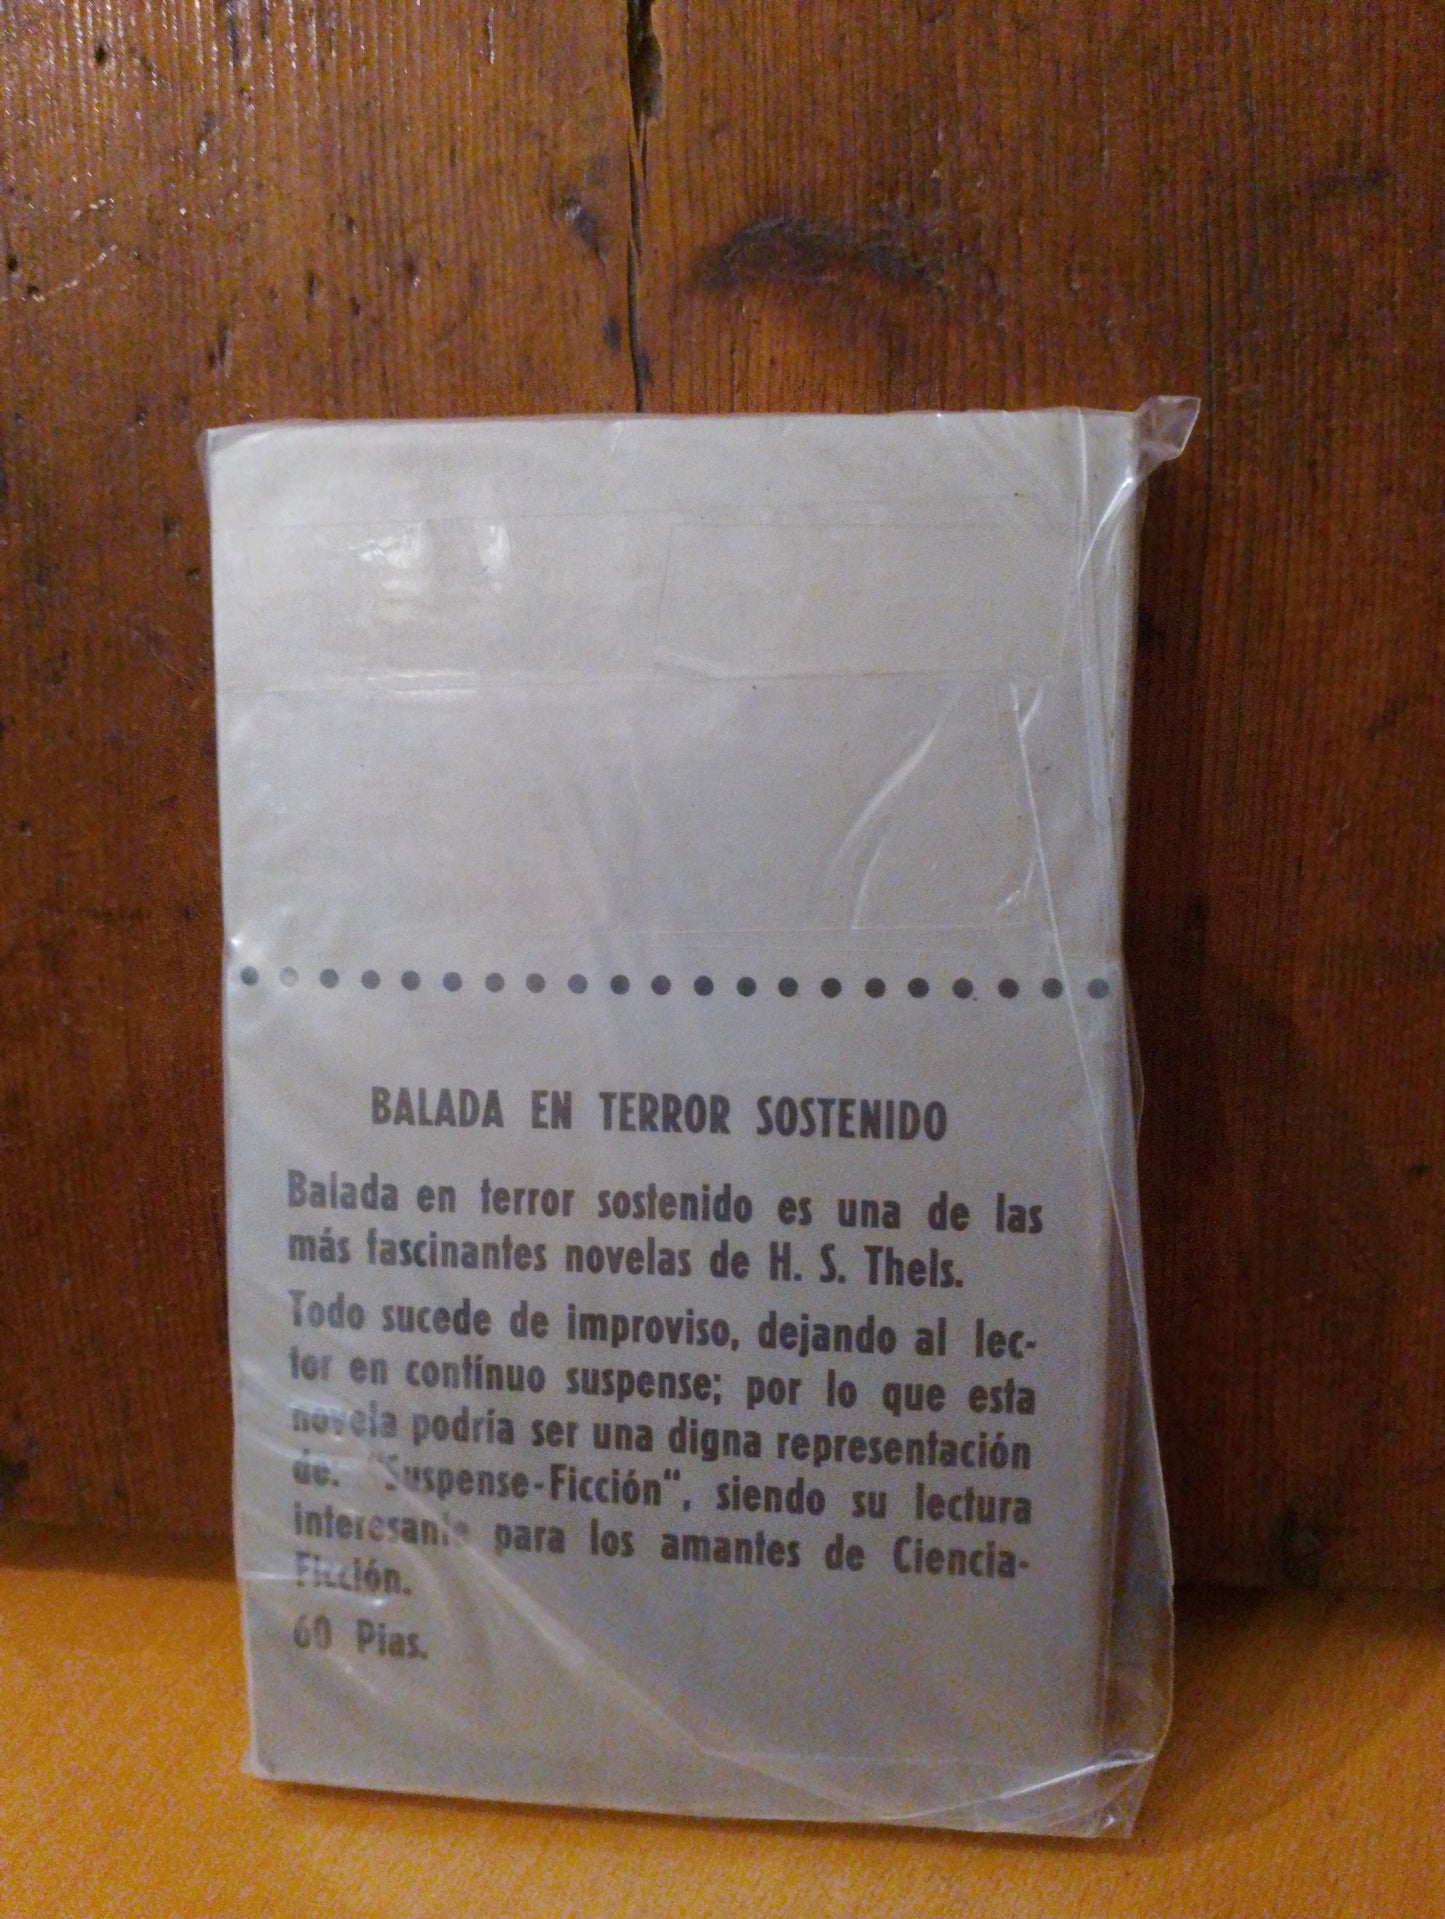 BALADA EN TERROR SOSTENIDO
Balada en terror sostenido es una de las
más fascinantes novelas de H. S. Thels.
Todo sucede de improviso, dejando al lec-
tor en contínuo suspense; por lo que esta
novela podría ser una digna representación
de: "Suspense-Ficción", siendo su lectura
interesante para los amantes de Ciencia-
Ficción.
60 Ptas.